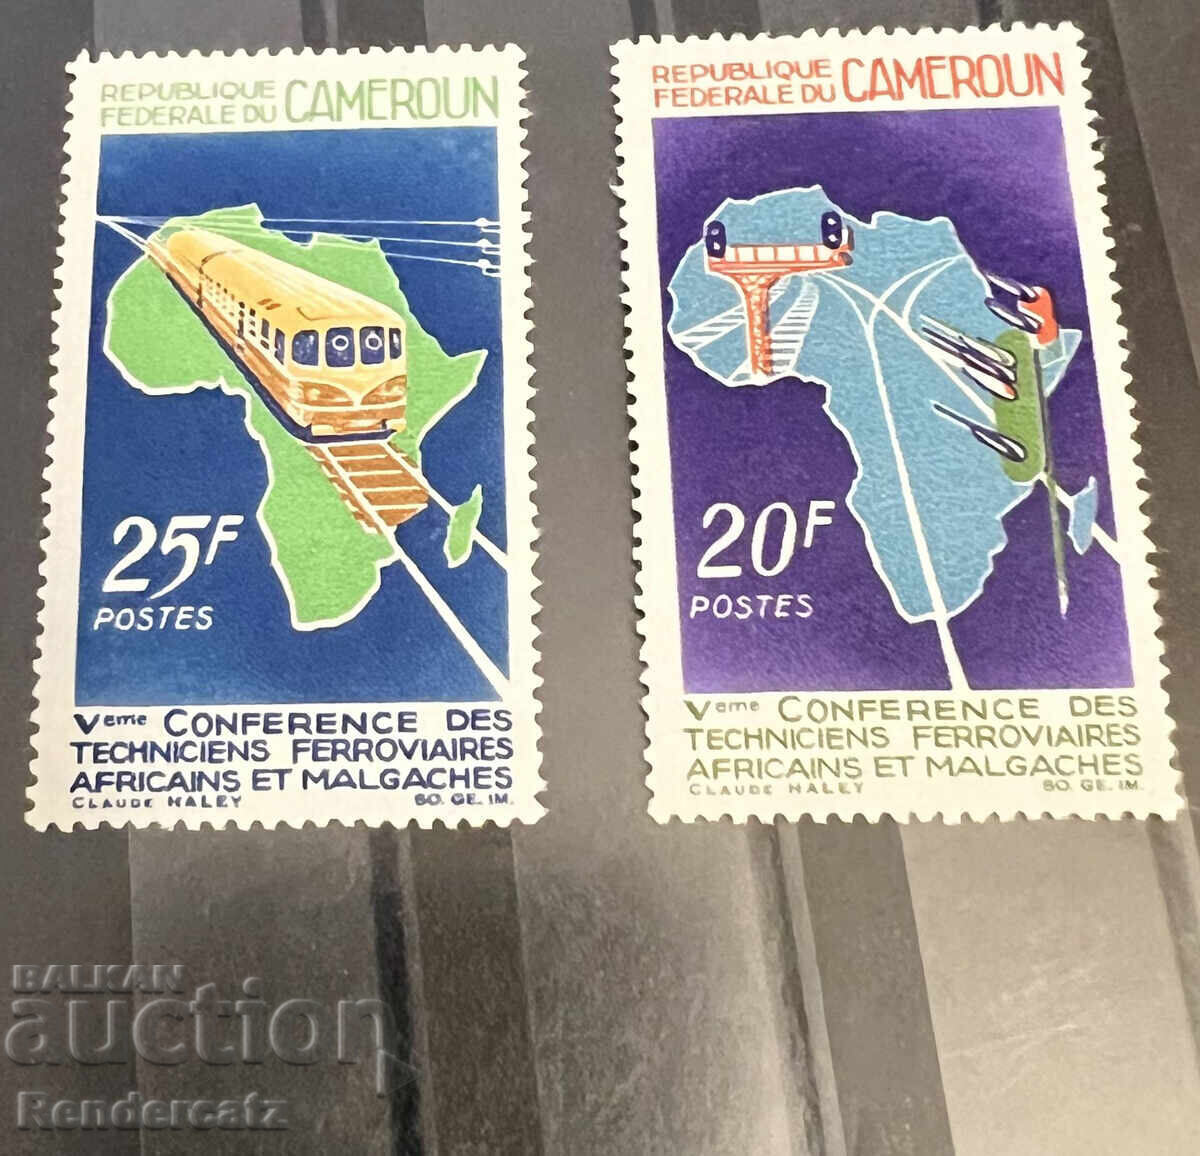 REPUBLIQUE
FEDERALE DU CAMEROUN
25F
POSTES
Veme CONFERENCE DES
TECHNICIENS FERROVIAIRES
AFRICAINS ET MALGACHES
CLAUDE HALEY SO. GE. IM.
REPUBLIQUE
FEDERALE DU CAMEROUN
20F
POSTES
Veme CONFERENCE DES
TECHNICIENS FERROVIAIRES
AFRICAINS ET MALGACHES
CLAUDE HALEY SO. GE. IM.
BALKAN
auction
Rendercatz